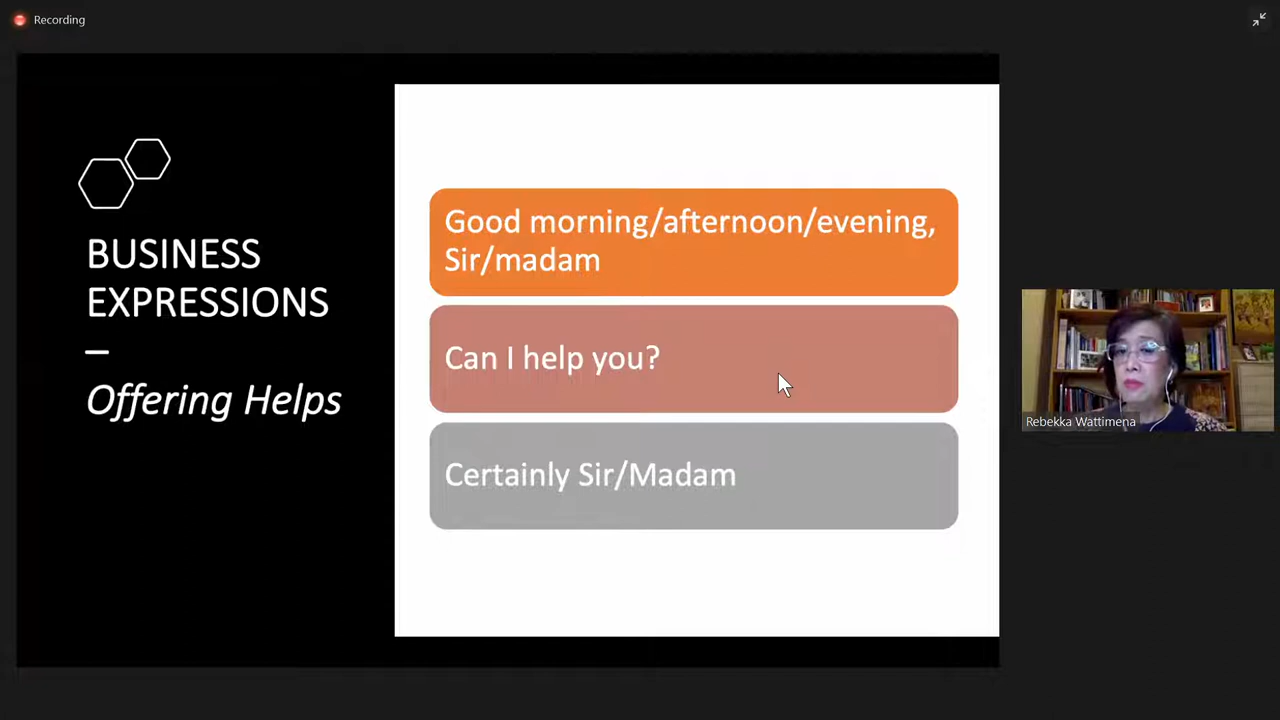 Recording
BUSINESS
EXPRESSIONS
–
Offering Helps
Good morning/afternoon/evening,
Sir/madam
Can I help you?
Certainly Sir/Madam
Rebekka Wattimena